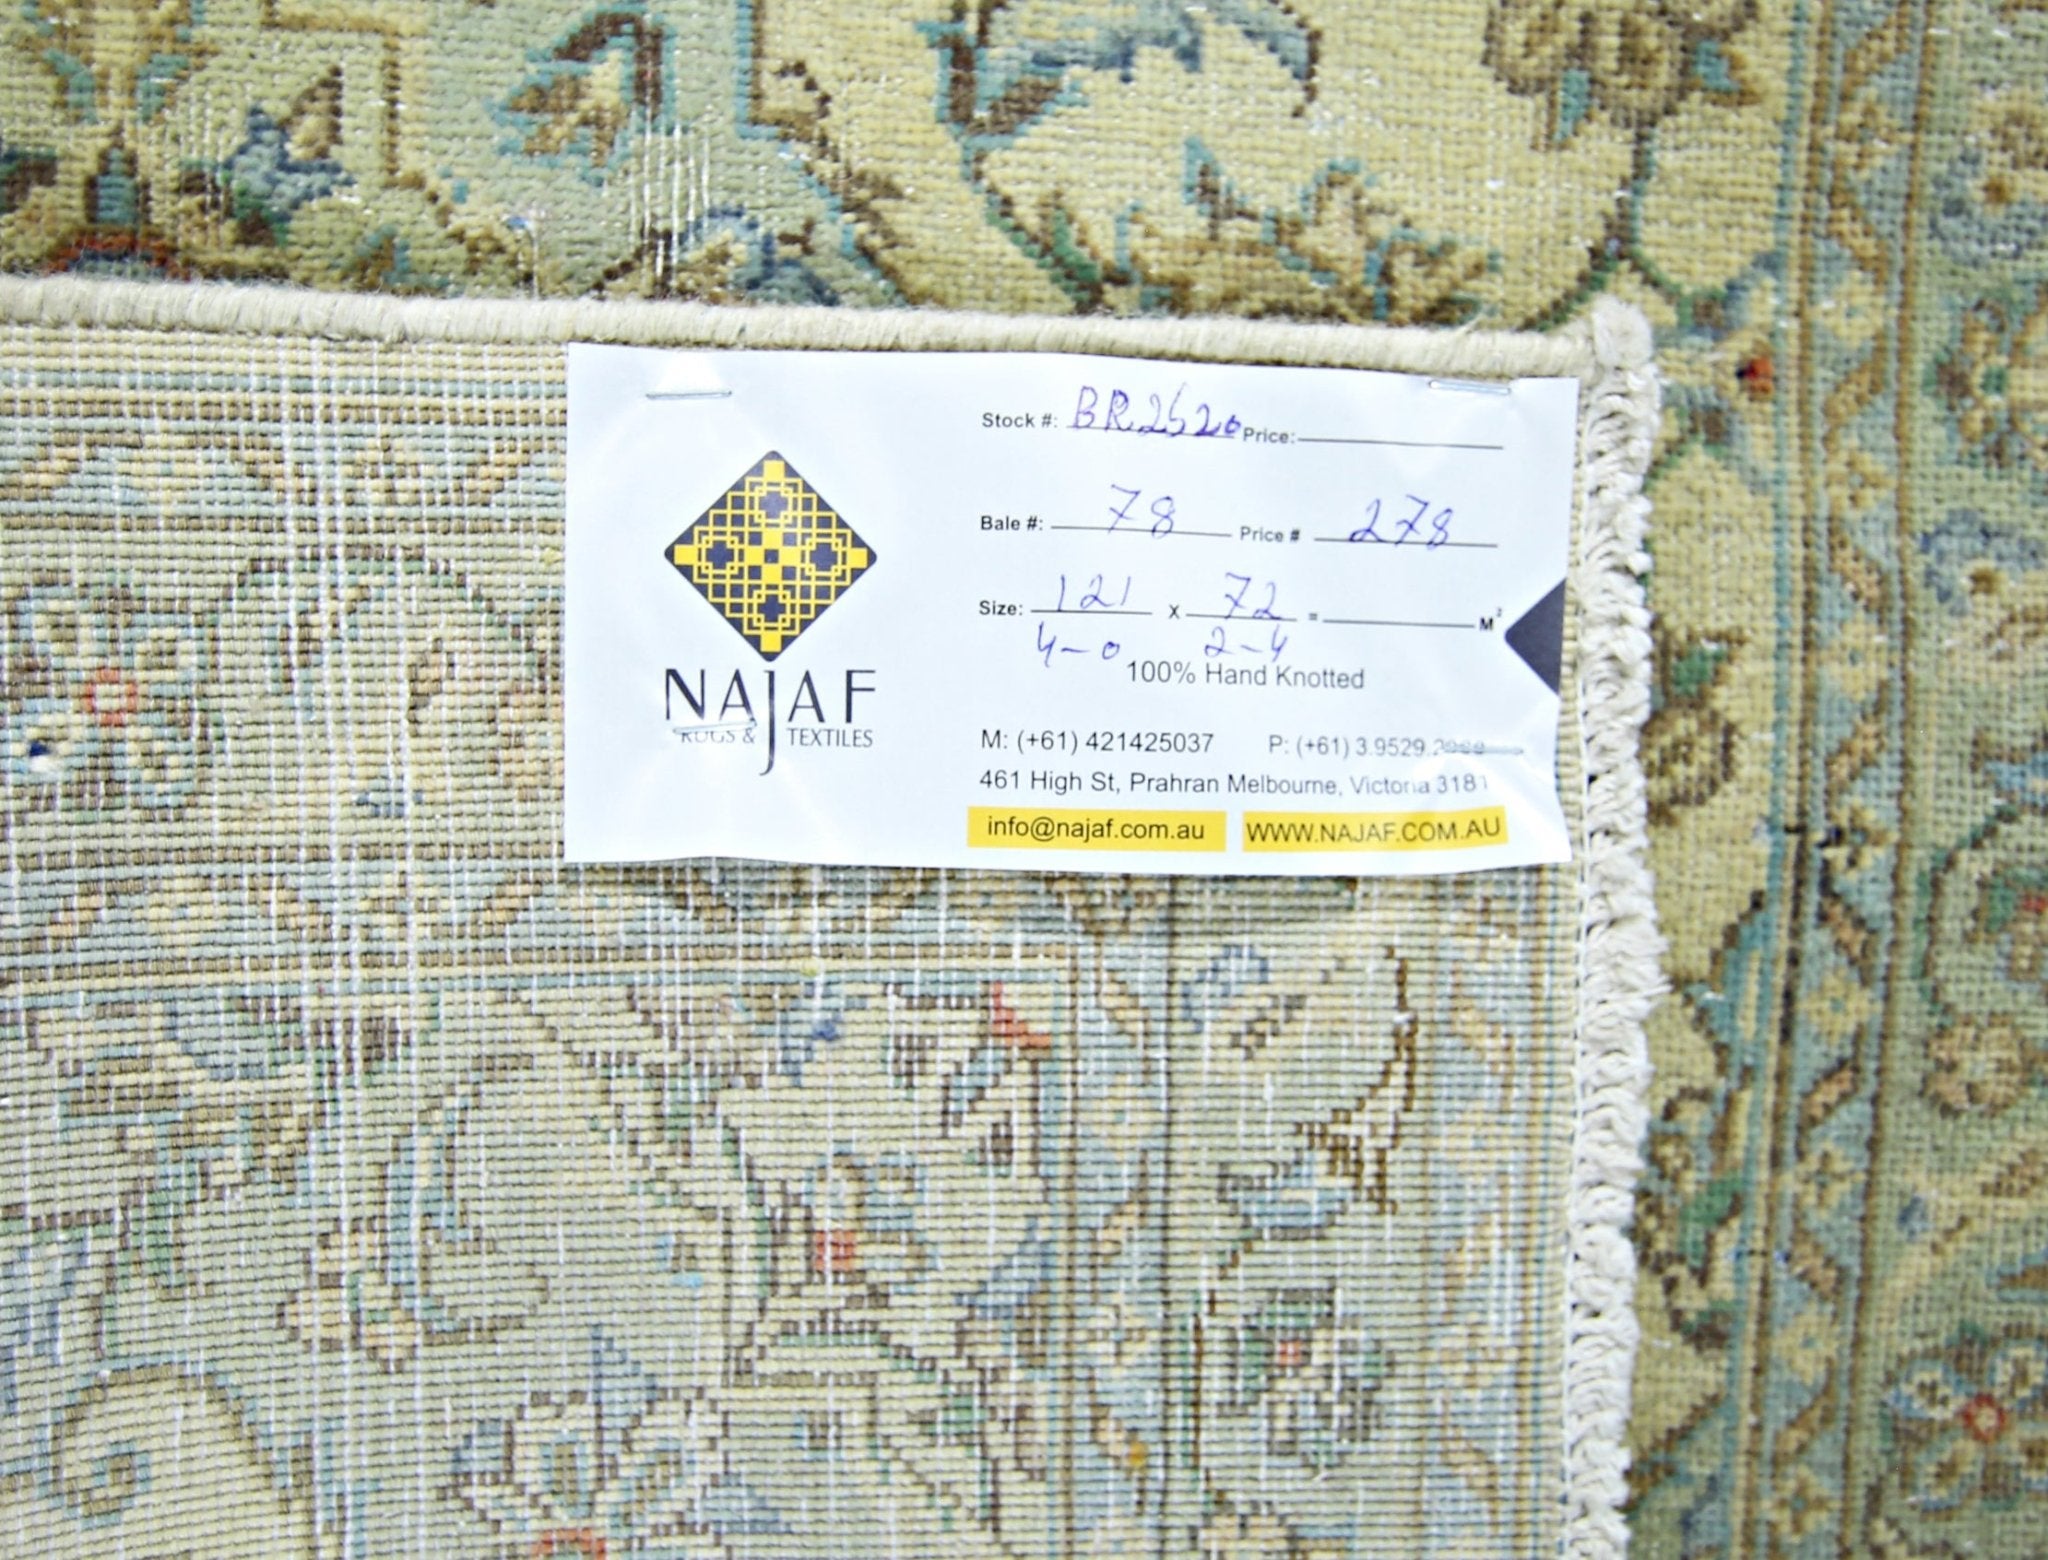 NAJAF
RUGS & TEXTILES
Stock #: BR2520 Price:
Bale #: 78 Price # 278
Size: 121 X 72 = M²
4-0 2-4
100% Hand Knotted
M: (+61) 421425037 P: (+61) 3.9529.
461 High St, Prahran Melbourne, Victoria 3181
info@najaf.com.au WWW.NAJAF.COM.AU